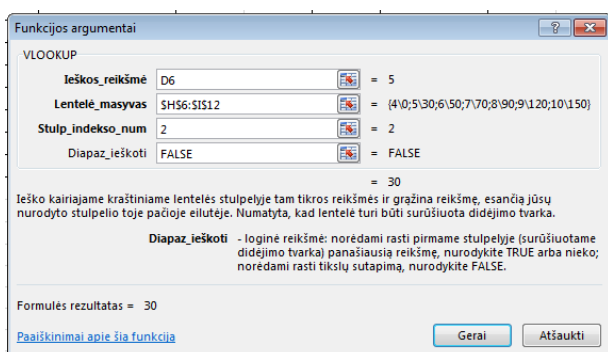 Funkcijos argumentai
VLOOKUP
Ieškos_reikšmė D6 = 5
Lentelė_masyvas $H$6:$I$12 = {4\0;5\30;6\50;7\70;8\90;9\120;10\150}
Stulp_indekso_num 2 = 2
Diapaz_ieškoti FALSE = FALSE
= 30
Ieško kairiajame kraštiniame lentelės stulpelyje tam tikros reikšmės ir grąžina reikšmę, esančią jūsų
nurodyto stulpelio toje pačioje eilutėje. Numatyta, kad lentelė turi būti surūšiuota didėjimo tvarka.
Diapaz_ieškoti - loginė reikšmė: norėdami rasti pirmame stulpelyje (surūšiuotame
didėjimo tvarka) panašiausią reikšmę, nurodykite TRUE arba nieko;
norėdami rasti tikslų sutapimą, nurodykite FALSE.
Formulės rezultatas = 30
Paaiškinimai apie šia funkcija
Gerai Atšaukti